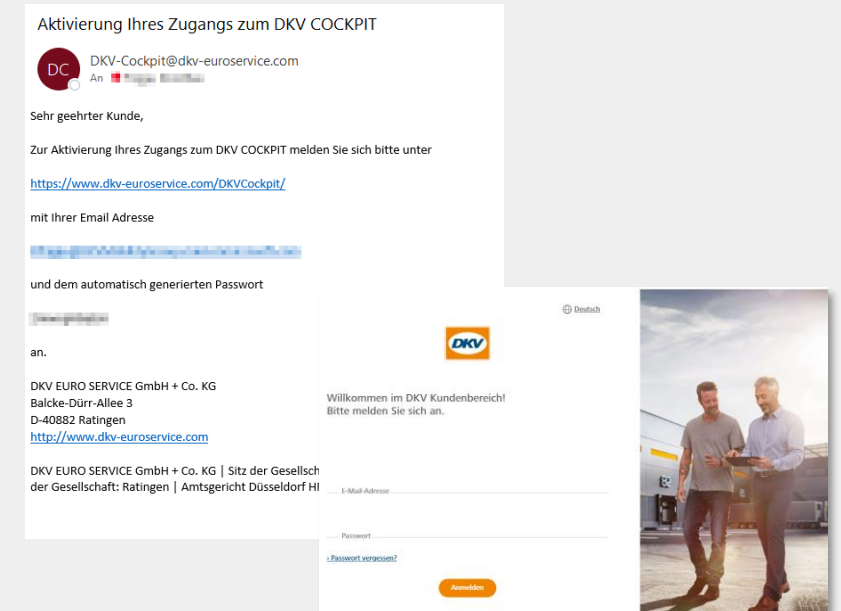 Aktivierung Ihres Zugangs zum DKV COCKPIT
DC
DKV-Cockpit@dkv-euroservice.com
An
Sehr geehrter Kunde,
Zur Aktivierung Ihres Zugangs zum DKV COCKPIT melden Sie sich bitte unter
https://www.dkv-euroservice.com/DKVCockpit/
mit Ihrer Email Adresse
und dem automatisch generierten Passwort
an.
DKV EURO SERVICE GmbH + Co. KG
Balcke-Dürr-Allee 3
D-40882 Ratingen
http://www.dkv-euroservice.com
DKV EURO SERVICE GmbH + Co. KG | Sitz der Gesellsch
der Gesellschaft: Ratingen | Amtsgericht Düsseldorf
Deutsch
DKV
Willkommen im DKV Kundenbereich!
Bitte melden Sie sich an.
E-Mail-Adresse
Passwort
› Passwort vergessen?
Anmelden